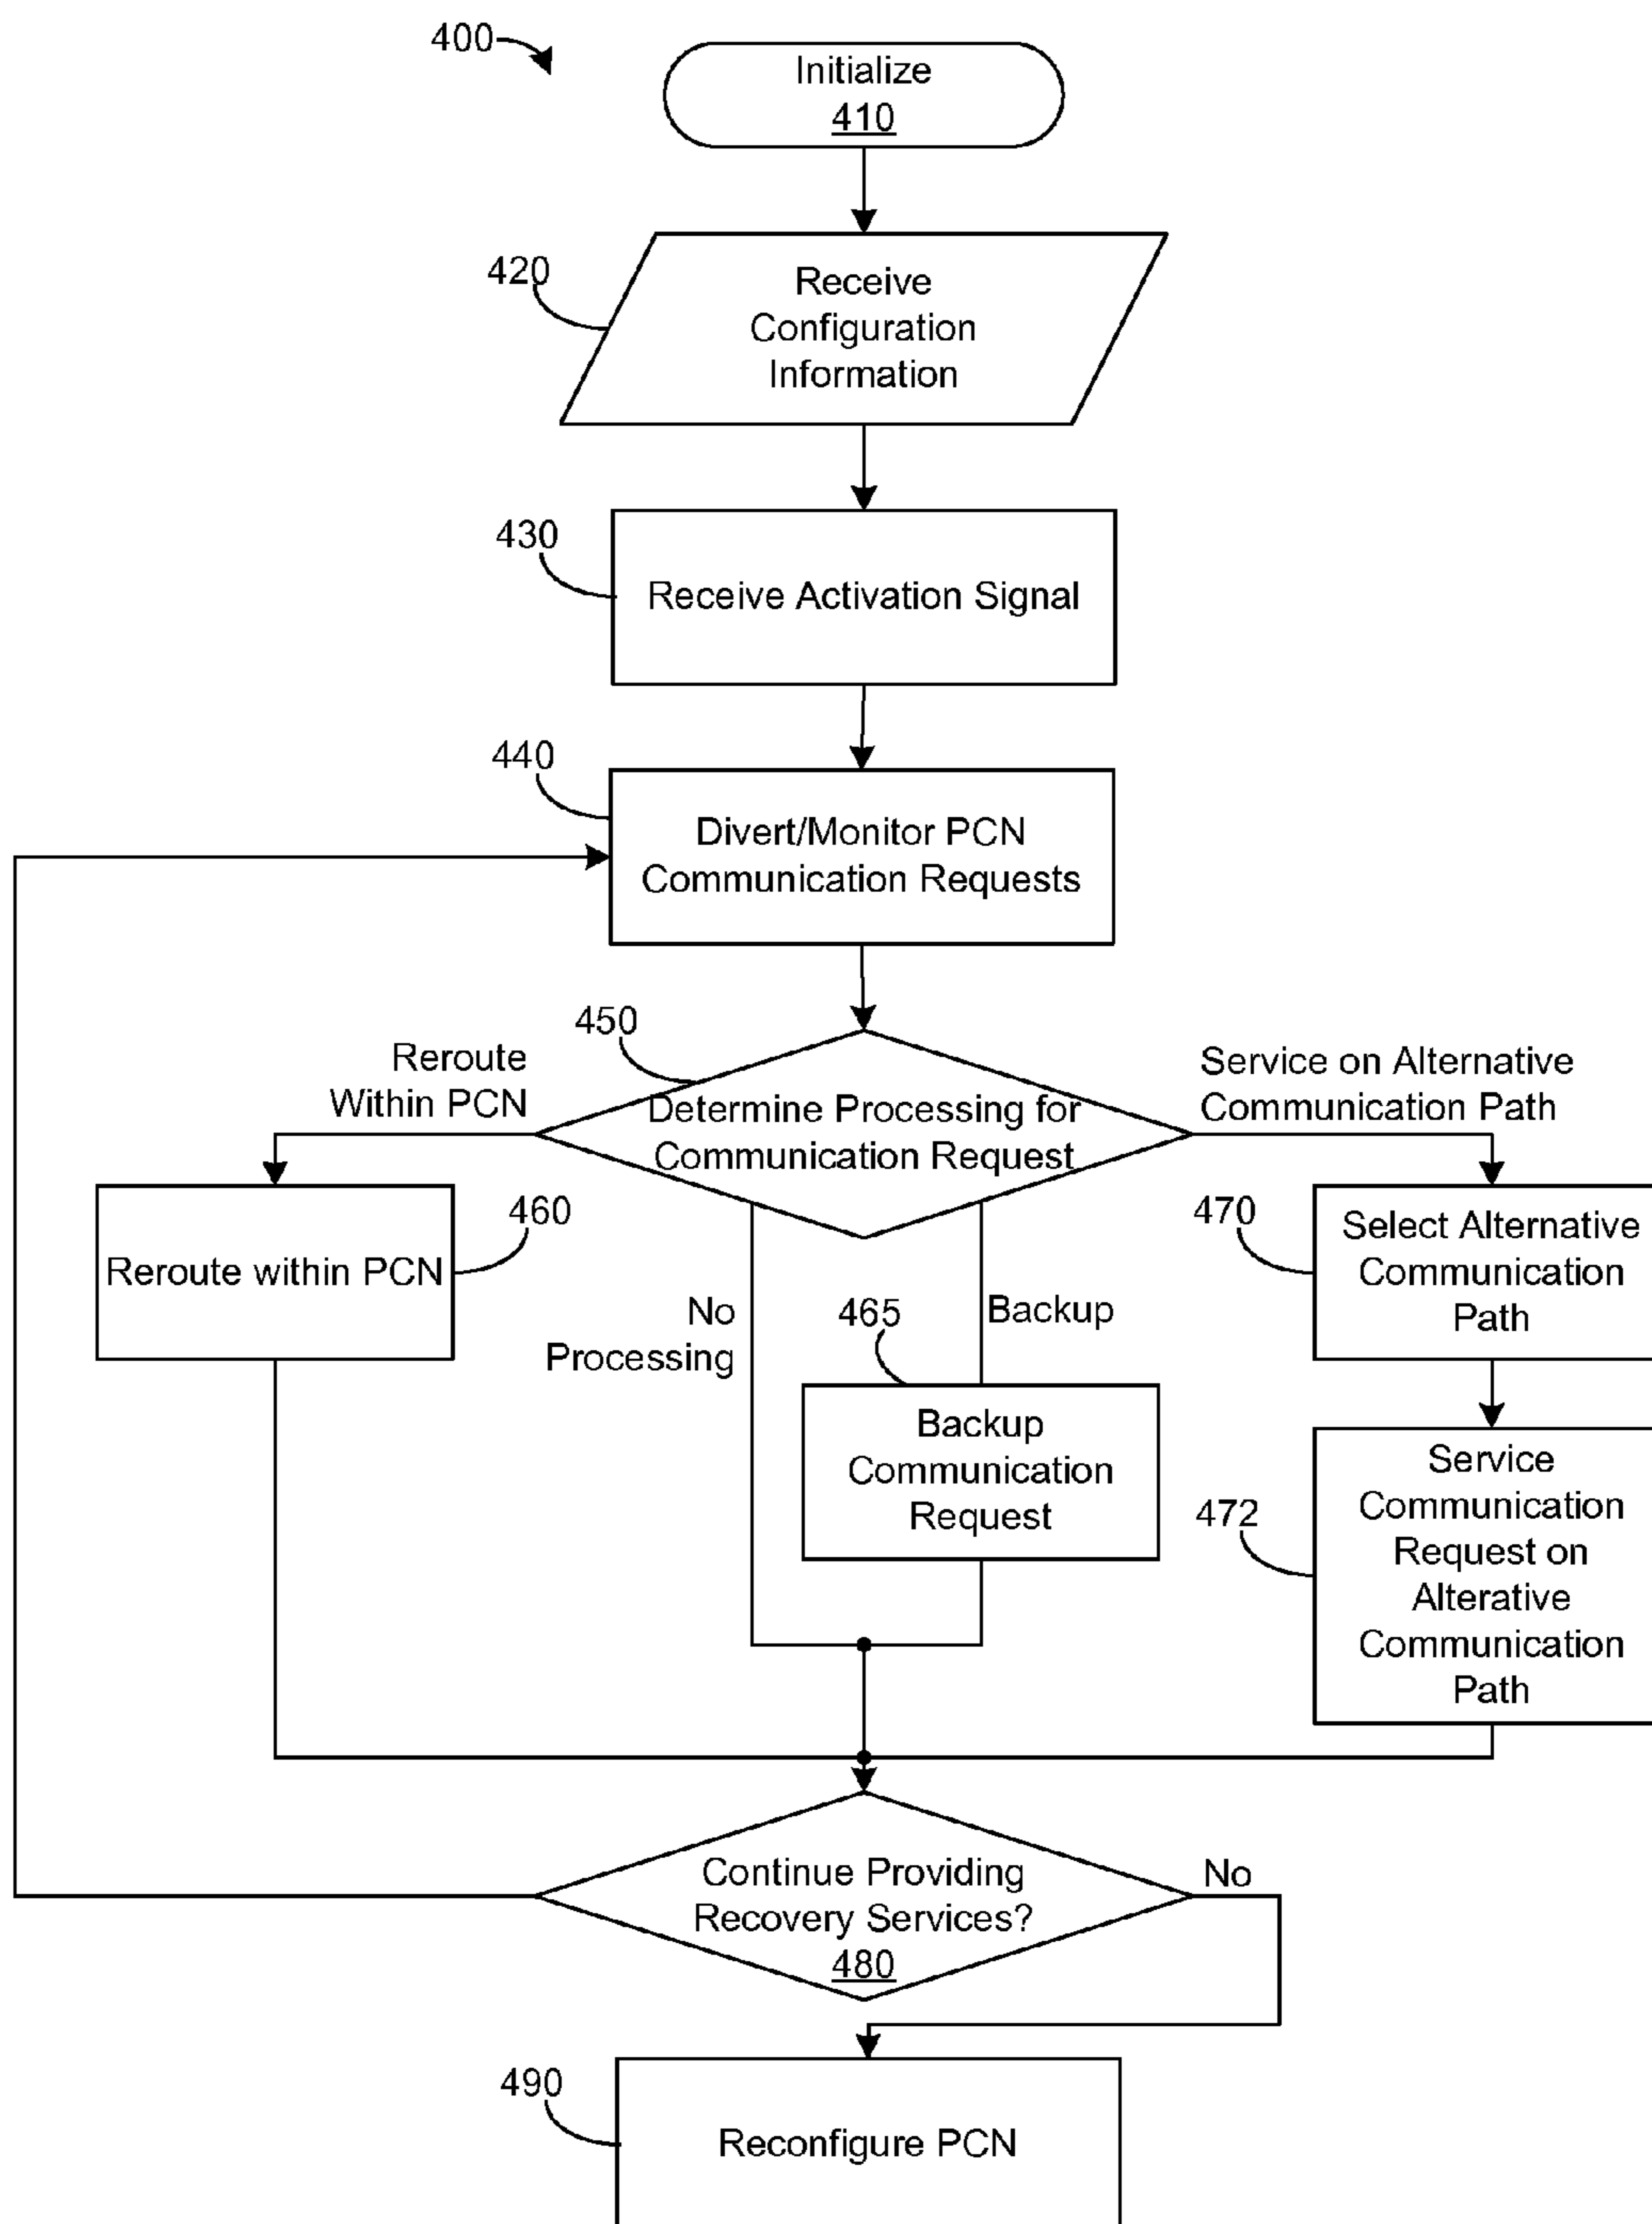 400
Initialize
410
420
Receive
Configuration
Information
430
Receive Activation Signal
440
Divert/Monitor PCN
Communication Requests
450
Reroute
Within PCN
Service on Alternative
Communication Path
Determine Processing for
Communication Request
460
Reroute within PCN
470
Select Alternative
Communication
Path
No
Processing
465
Backup
Backup
Communication
Request
472
Service
Communication
Request on
Alterative
Communication
Path
Continue Providing
Recovery Services?
480
No
490
Reconfigure PCN